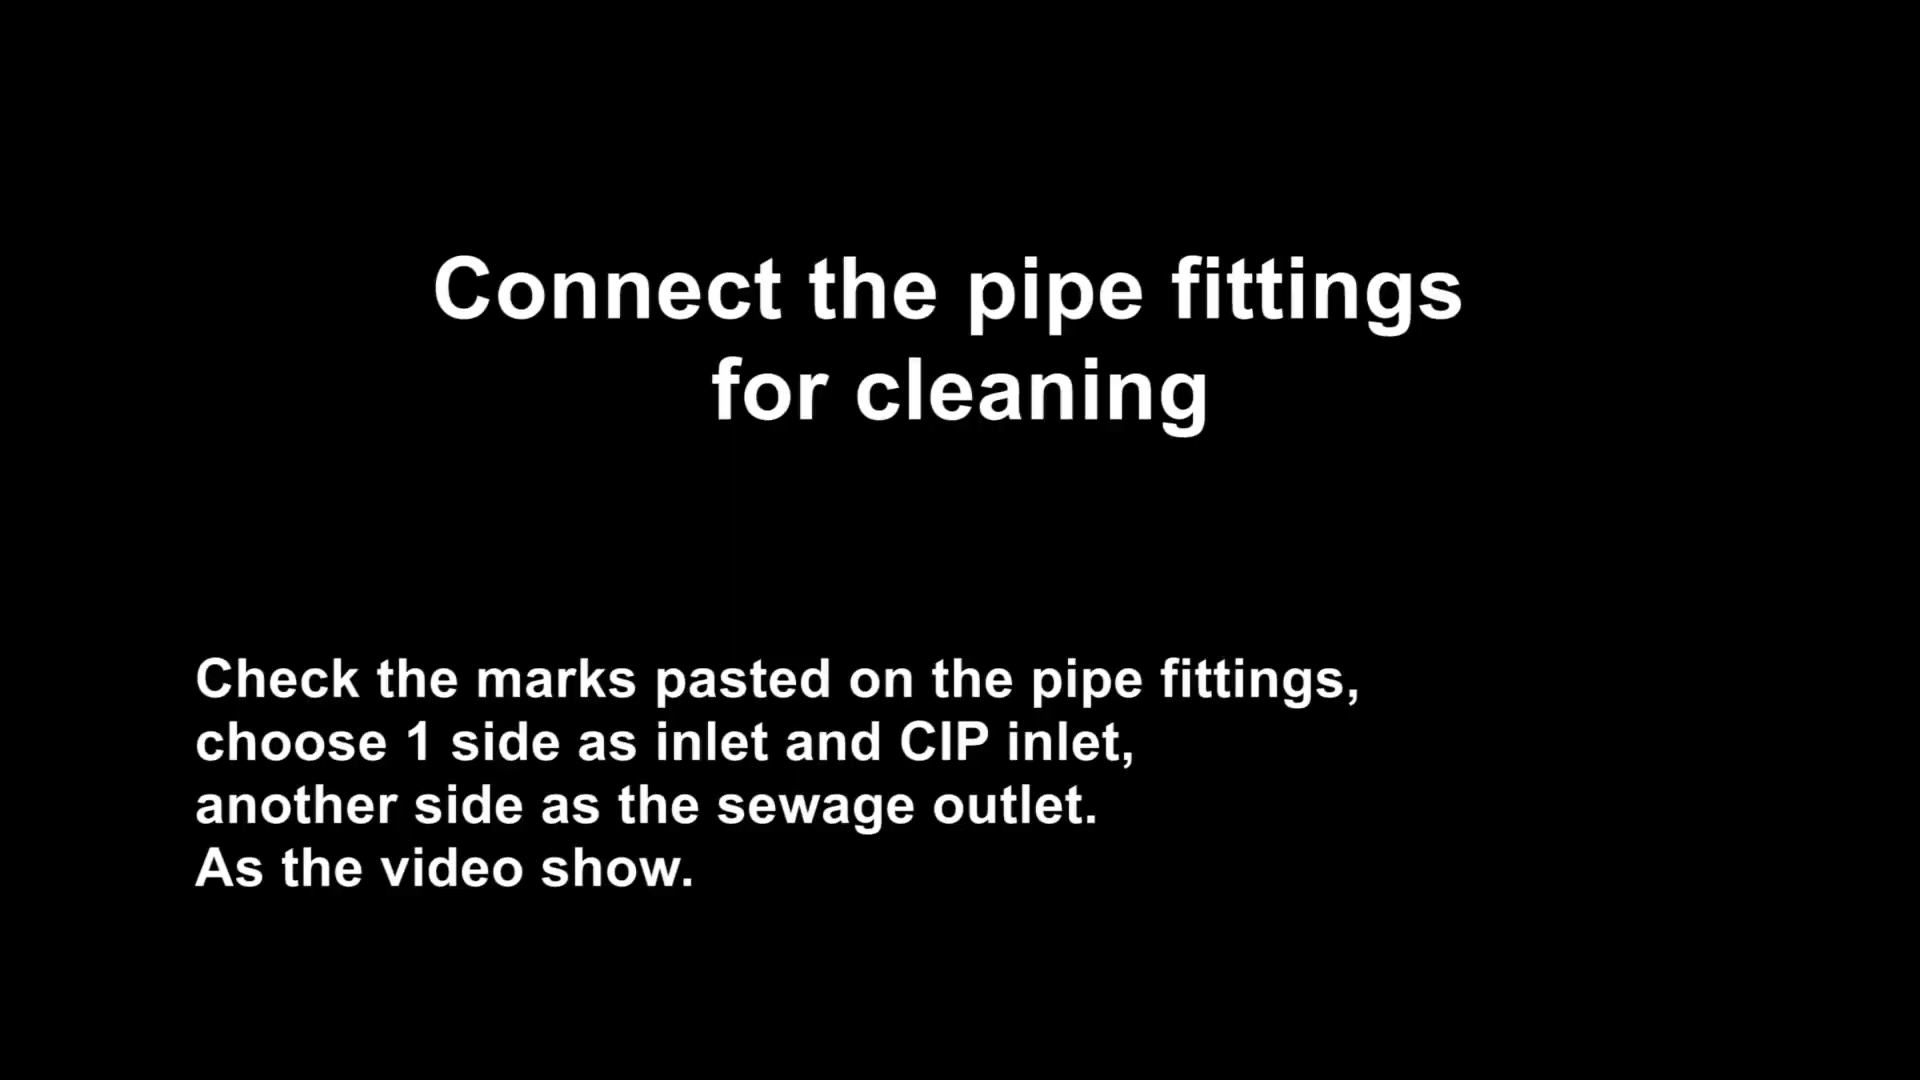 Connect the pipe fittings
for cleaning
Check the marks pasted on the pipe fittings,
choose 1 side as inlet and CIP inlet,
another side as the sewage outlet.
As the video show.